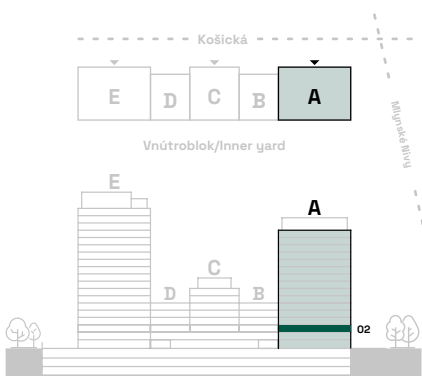 Košická
E D C B A
Mlynské Nivy
Vnútroblok/Inner yard
E
A
C
D B
02